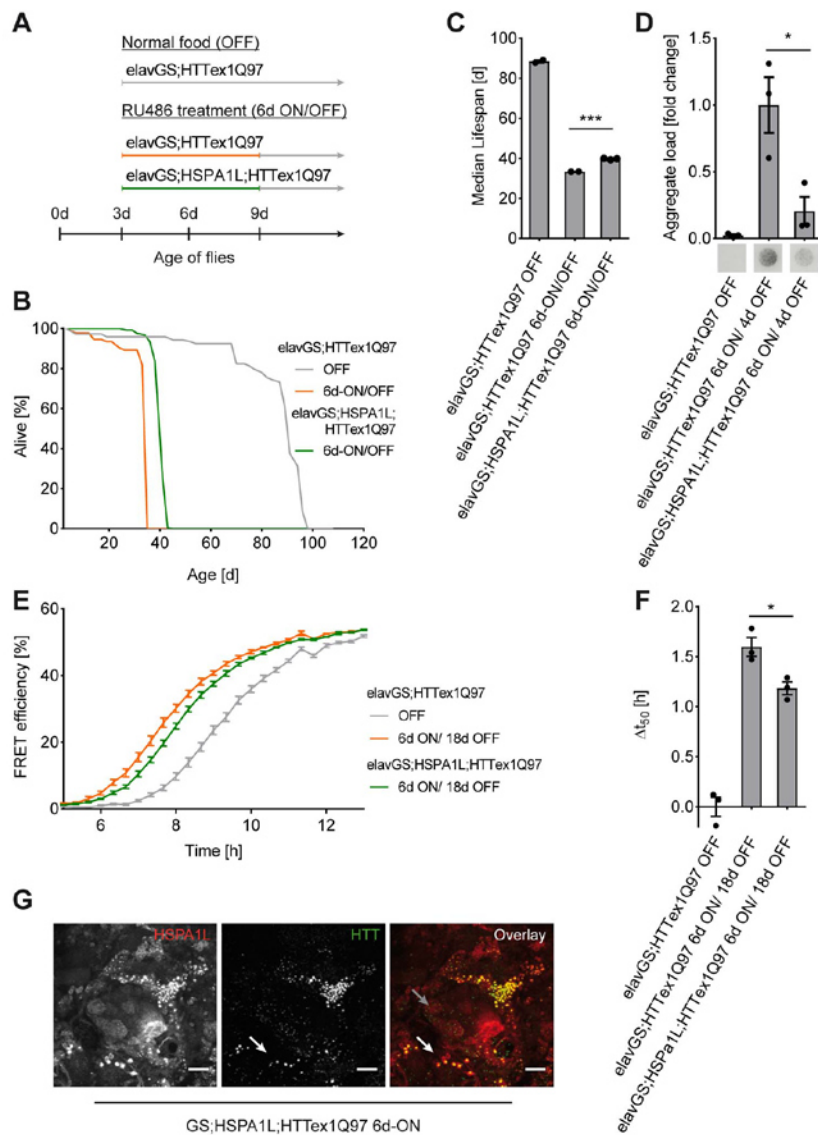 A
Normal food (OFF)
elavGS;HTTex1Q97
RU486 treatment (6d ON/OFF)
elavGS;HTTex1Q97
elavGS;HSPA1L;HTTex1Q97
0d 3d 6d 9d
Age of flies
B
Alive [%]
100
80
60
40
20
0
20 40 60 80 100 120
Age [d]
elavGS;HTTex1Q97
OFF
6d-ON/OFF
elavGS;HSPA1L;
HTTex1Q97
6d-ON/OFF
C
Median Lifespan [d]
100
80
60
40
20
0
***
elavGS;HTTex1Q97 OFF
elavGS;HTTex1Q97 6d-ON/OFF
elavGS;HSPA1L;HTTex1Q97 6d-ON/OFF
D
Aggregate load [fold change]
1.5
1.0
0.5
0.0
*
elavGS;HTTex1Q97 OFF
elavGS;HTTex1Q97 6d ON/ 4d OFF
elavGS;HSPA1L;HTTex1Q97 6d ON/ 4d OFF
E
FRET efficiency [%]
60
40
20
0
6 8 10 12
Time [h]
elavGS;HTTex1Q97
OFF
6d ON/ 18d OFF
elavGS;HSPA1L;HTTex1Q97
6d ON/ 18d OFF
F
Δt50 [h]
2.0
1.5
1.0
0.5
0.0
*
elavGS;HTTex1Q97 OFF
elavGS;HTTex1Q97 6d ON/ 18d OFF
elavGS;HSPa1L;HTTex1Q97 6d ON/ 18d OFF
G
HSPA1L
HTT
Overlay
GS;HSPA1L;HTTex1Q97 6d-ON